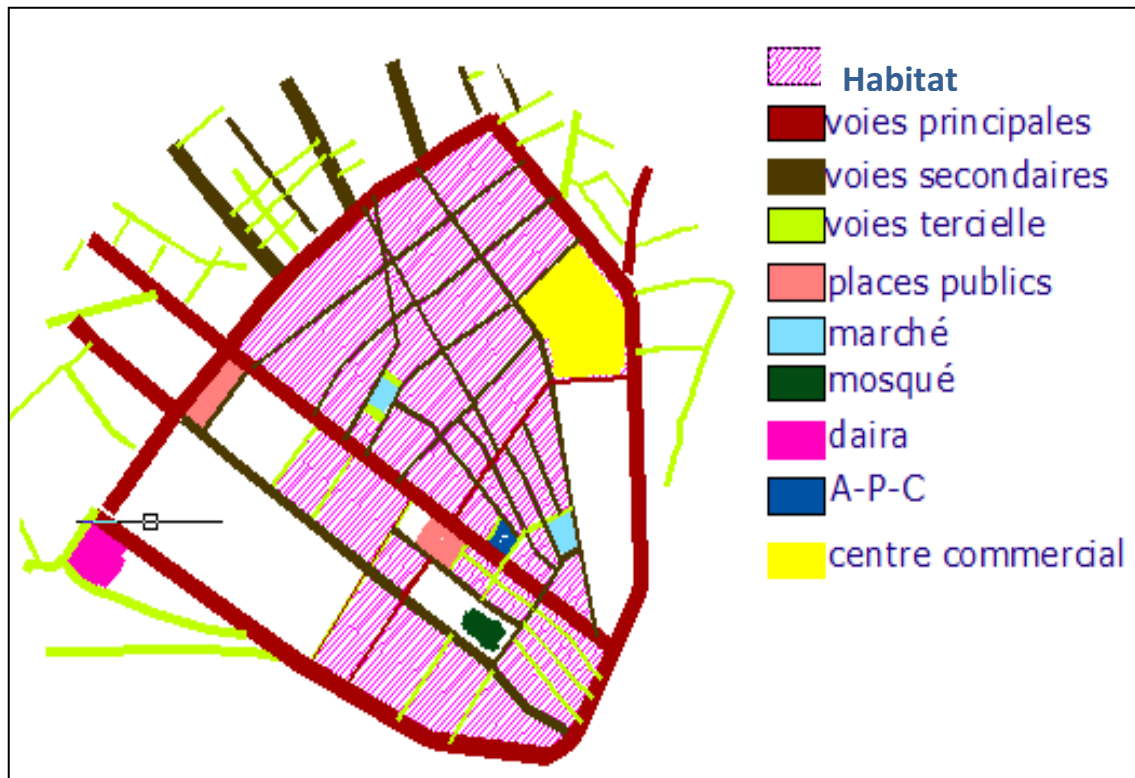 Habitat
voies principales
voies secondaires
voies tercielle
places publics
marché
mosqué
daira
A-P-C
centre commercial